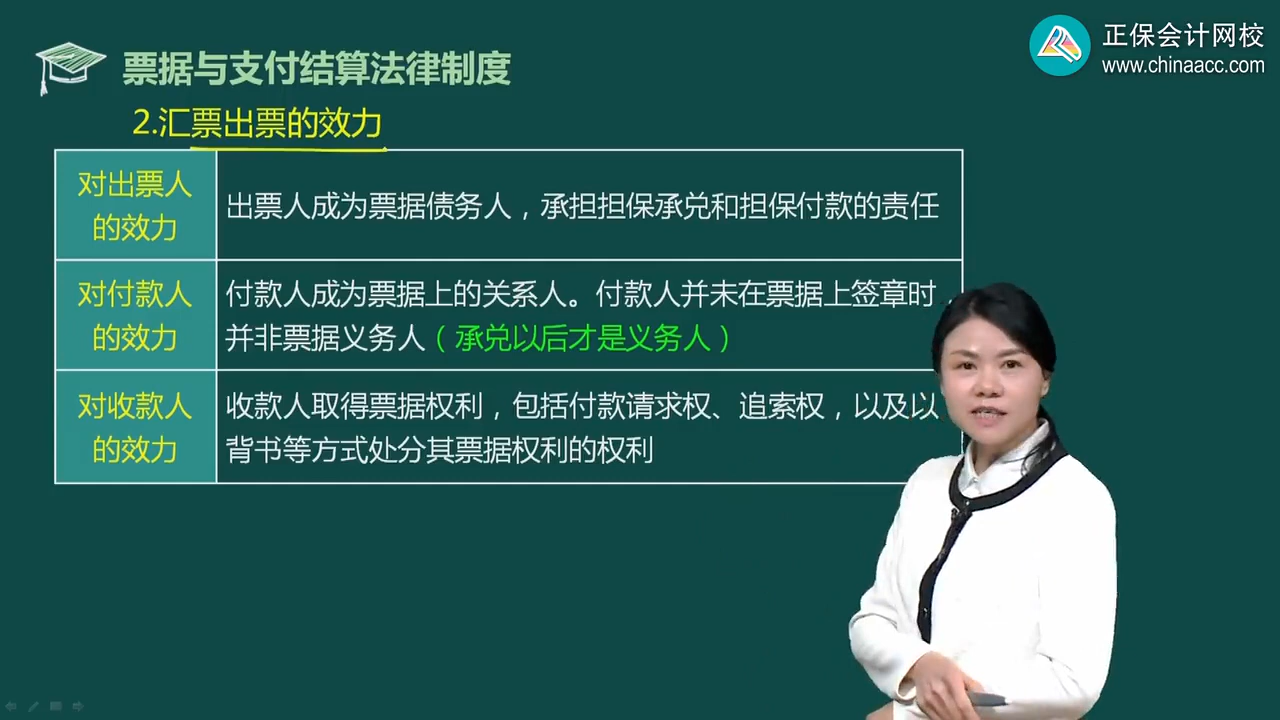 正保会计网校
www.chinaacc.com
票据与支付结算法律制度
2.汇票出票的效力
对出票人
的效力
出票人成为票据债务人，承担担保承兑和担保付款的责任
对付款人
的效力
付款人成为票据上的关系人。付款人并未在票据上签章时，
并非票据义务人（承兑以后才是义务人）
对收款人
的效力
收款人取得票据权利，包括付款请求权、追索权，以及以
背书等方式处分其票据权利的权利